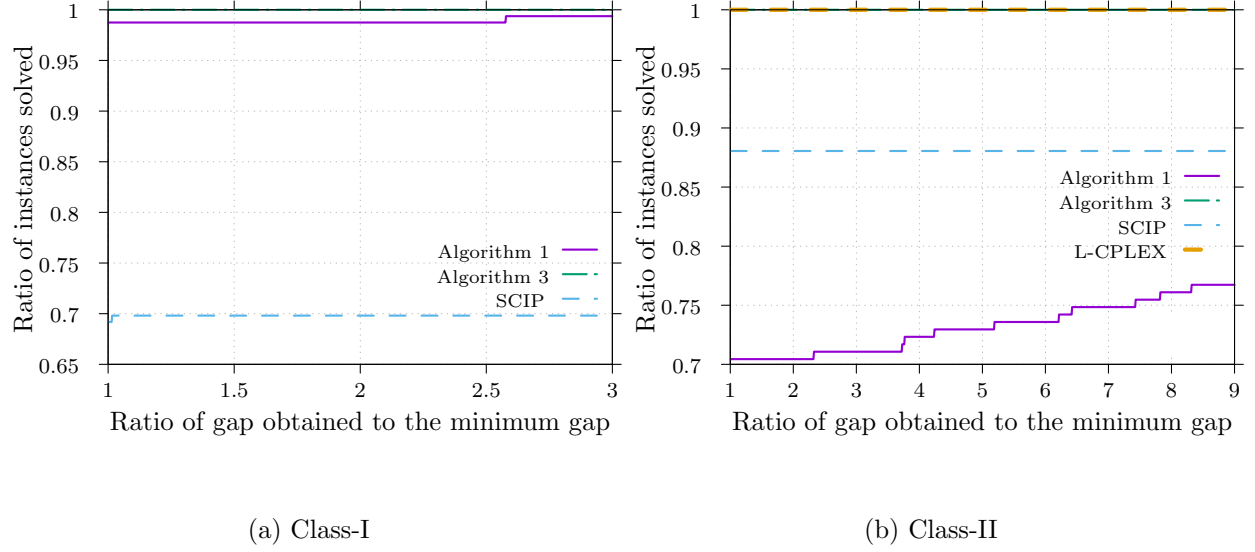 Ratio of instances solved
1
0.95
0.9
0.85
0.8
0.75
0.7
0.65
Algorithm 1
Algorithm 3
SCIP
1 1.5 2 2.5 3
Ratio of gap obtained to the minimum gap
(a) Class-I
Ratio of instances solved
1
0.95
0.9
0.85
0.8
0.75
0.7
Algorithm 1
Algorithm 3
SCIP
L-CPLEX
1 2 3 4 5 6 7 8 9
Ratio of gap obtained to the minimum gap
(b) Class-II